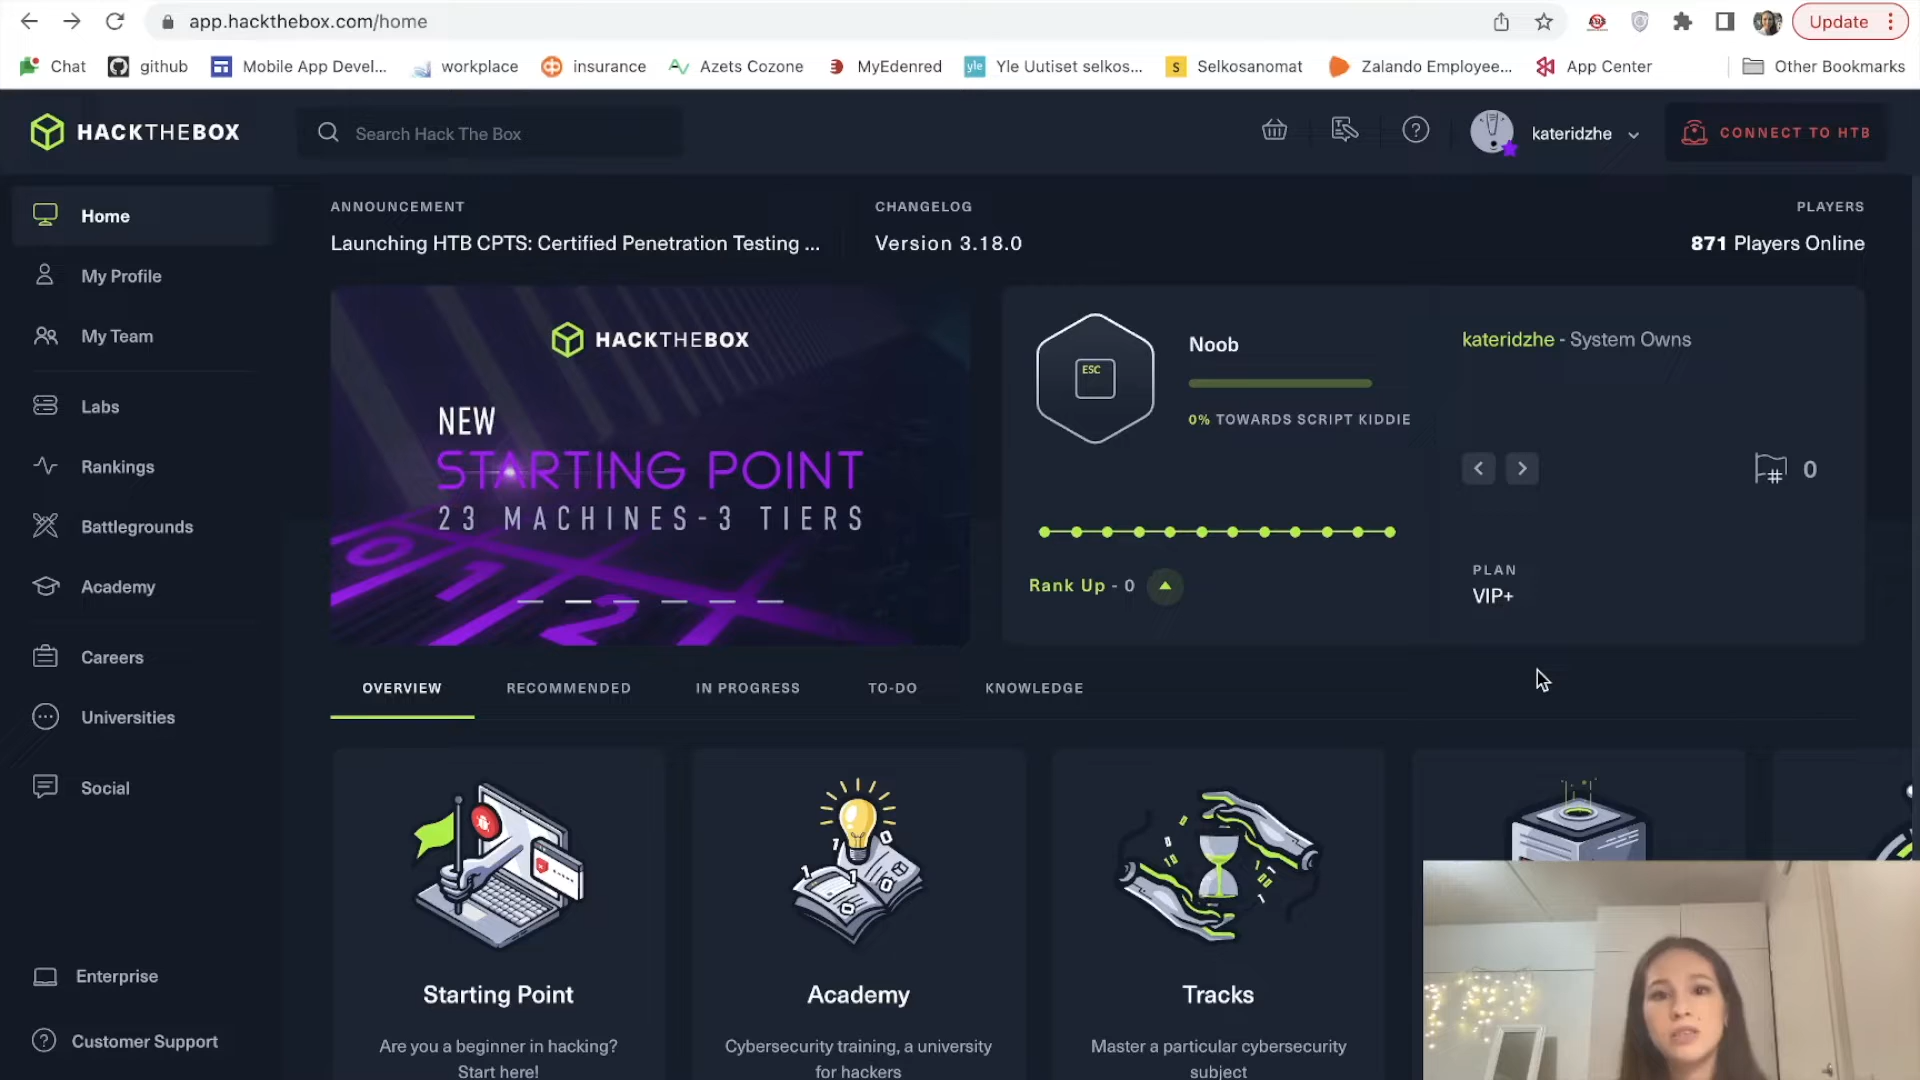 app.hackthebox.com/home
Update
Chat
github
Mobile App Devel...
workplace
insurance
Azets Cozone
MyEdenred
Yle Uutiset selkos...
Selkosanomat
Zalando Employee...
App Center
Other Bookmarks
HACKTHEBOX
Search Hack The Box
kateridzhe
CONNECT TO HTB
Home
My Profile
My Team
Labs
Rankings
Battlegrounds
Academy
Careers
Universities
Social
Enterprise
Customer Support
ANNOUNCEMENT
Launching HTB CPTS: Certified Penetration Testing ...
CHANGELOG
Version 3.18.0
PLAYERS
871 Players Online
HACKTHEBOX
NEW
STARTING POINT
23 MACHINES-3 TIERS
0 1 2
ESC
Noob
0% TOWARDS SCRIPT KIDDIE
Rank Up - 0
kateridzhe - System Owns
0
PLAN
VIP+
OVERVIEW
RECOMMENDED
IN PROGRESS
TO-DO
KNOWLEDGE
Starting Point
Are you a beginner in hacking?
Start here!
Academy
Cybersecurity training, a university
for hackers
Tracks
Master a particular cybersecurity
subject